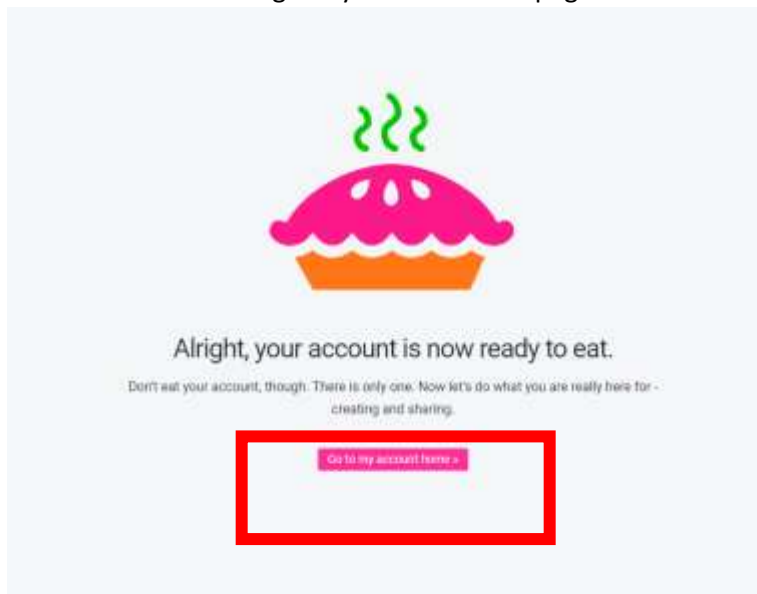 Alright, your account is now ready to eat.
Don't eat your account, though. There is only one. Now let's do what you are really here for -
creating and sharing.
Go to my account home »